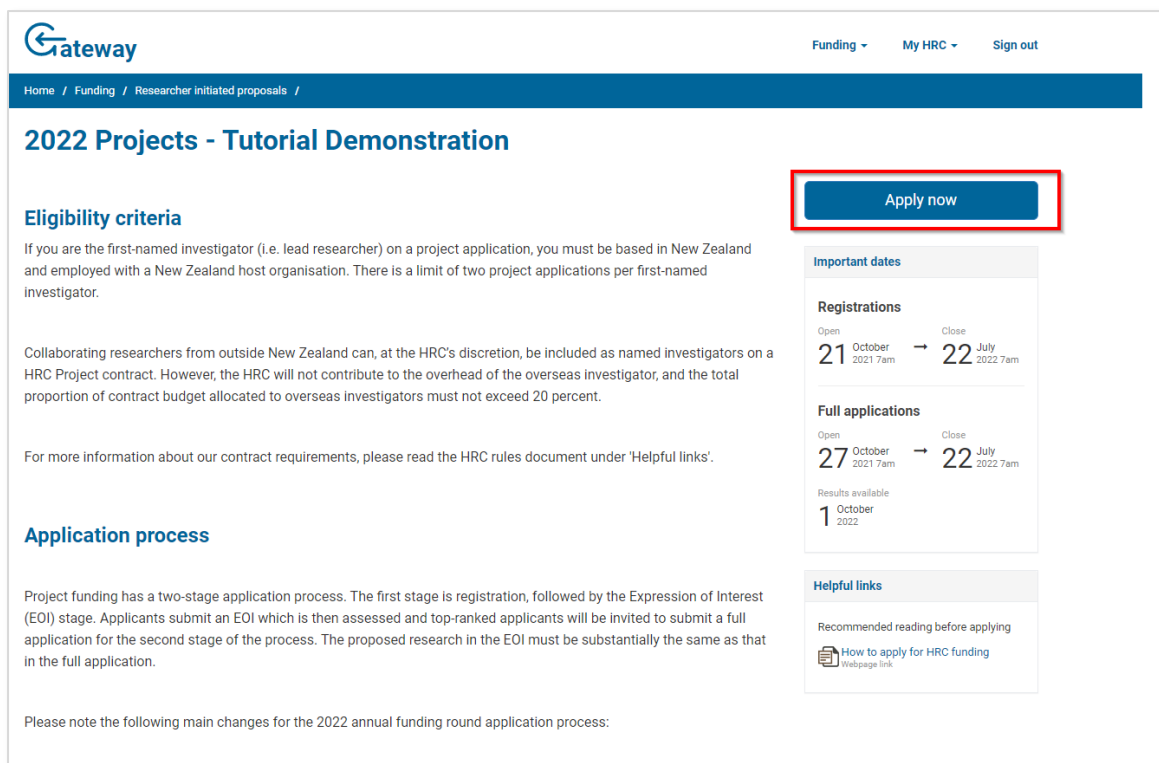 Gateway
Funding
My HRC
Sign out
Home / Funding / Researcher initiated proposals /
2022 Projects - Tutorial Demonstration
Apply now
Eligibility criteria
If you are the first-named investigator (i.e. lead researcher) on a project application, you must be based in New Zealand
and employed with a New Zealand host organisation. There is a limit of two project applications per first-named
investigator.
Collaborating researchers from outside New Zealand can, at the HRC's discretion, be included as named investigators on a
HRC Project contract. However, the HRC will not contribute to the overhead of the overseas investigator, and the total
proportion of contract budget allocated to overseas investigators must not exceed 20 percent.
For more information about our contract requirements, please read the HRC rules document under 'Helpful links'.
Application process
Project funding has a two-stage application process. The first stage is registration, followed by the Expression of Interest
(EOI) stage. Applicants submit an EOI which is then assessed and top-ranked applicants will be invited to submit a full
application for the second stage of the process. The proposed research in the EOI must be substantially the same as that
in the full application.
Please note the following main changes for the 2022 annual funding round application process:
Important dates
Registrations
Open
21 October 2021 7am
→
Close
22 July 2022 7am
Full applications
Open
27 October 2021 7am
→
Close
22 July 2022 7am
Results available
1 October 2022
Helpful links
Recommended reading before applying
How to apply for HRC funding
Webpage link